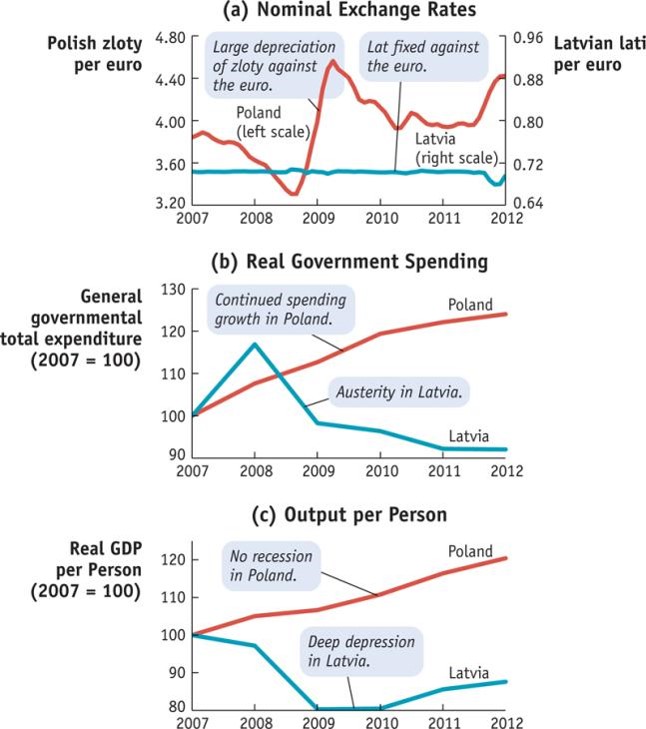 (a) Nominal Exchange Rates
Polish zloty
per euro
Latvian lati
per euro
4.80
4.40
4.00
3.60
3.20
0.96
0.88
0.80
0.72
0.64
Large depreciation
of zloty against
the euro.
Lat fixed against
the euro.
Poland
(left scale)
Latvia
(right scale)
2007 2008 2009 2010 2011 2012
(b) Real Government Spending
General
governmental
total expenditure
(2007 = 100)
130
120
110
100
90
Continued spending
growth in Poland.
Poland
Austerity in Latvia.
Latvia
2007 2008 2009 2010 2011 2012
(c) Output per Person
Real GDP
per Person
(2007 = 100)
120
110
100
90
80
No recession
in Poland.
Poland
Deep depression
in Latvia.
Latvia
2007 2008 2009 2010 2011 2012